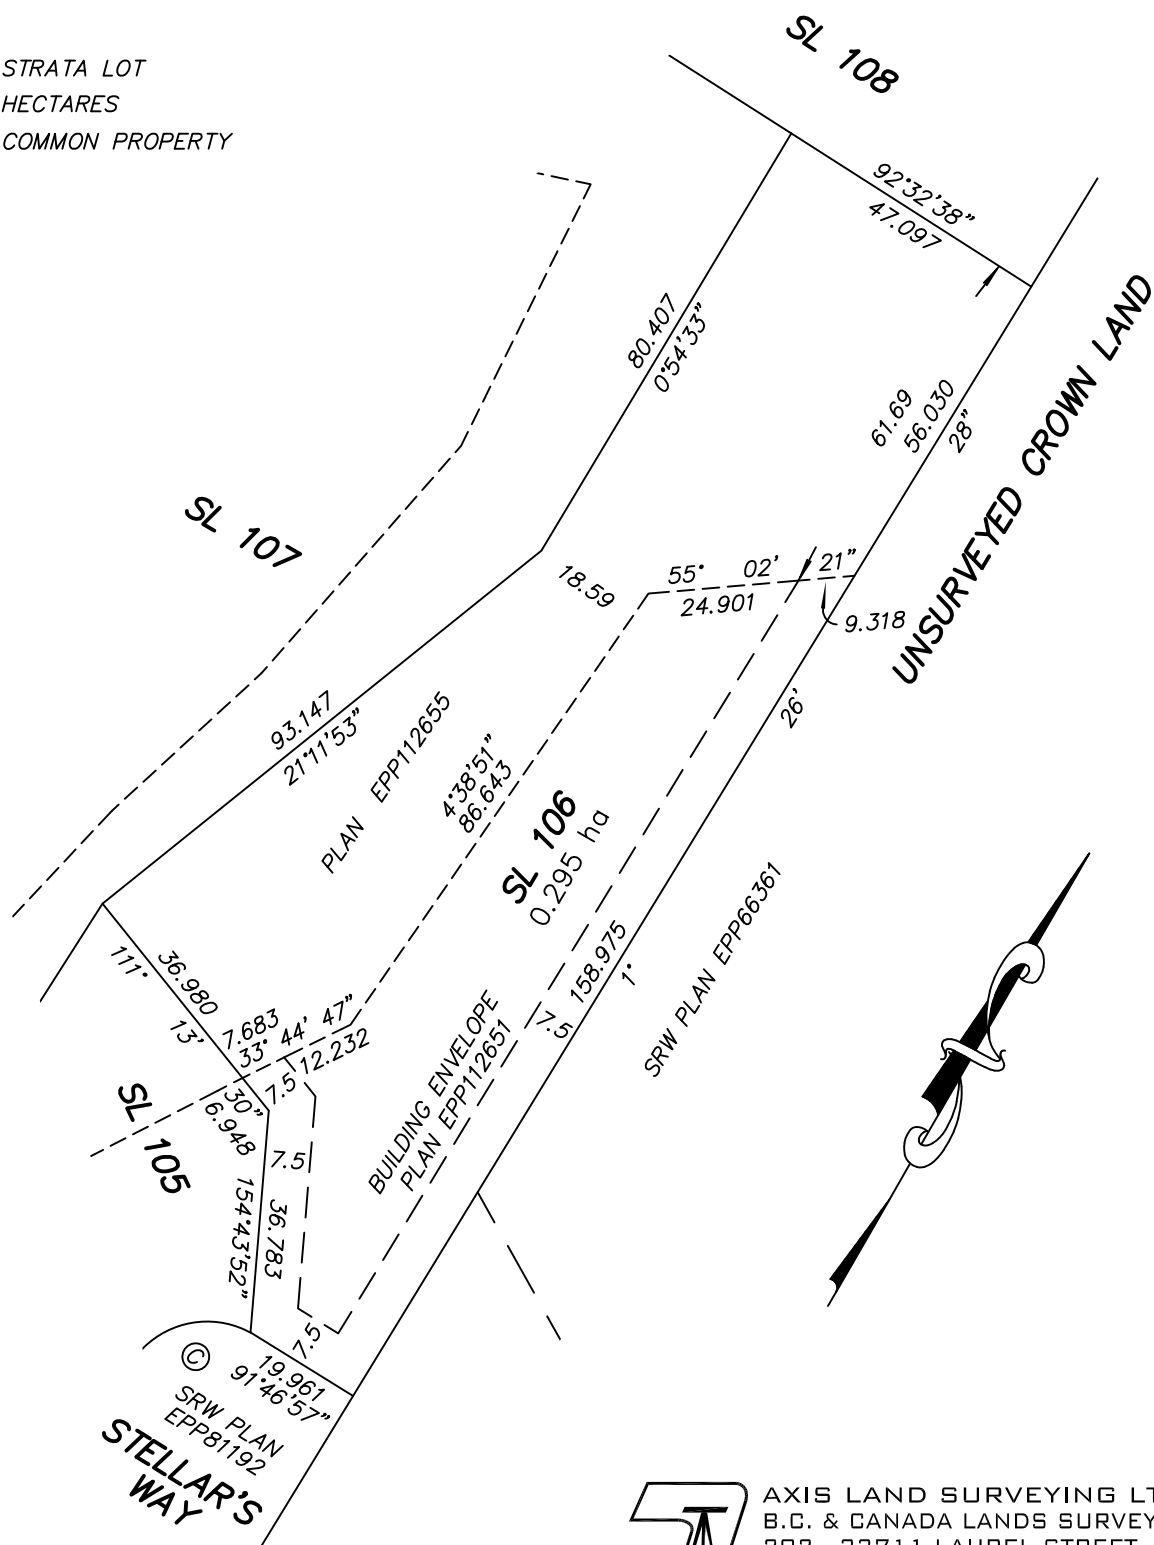 STRATA LOT
HECTARES
COMMON PROPERTY
SL 108
92°32'38"
47.097
80.407
0°54'33"
61.69
56.030
28"
UNSURVEYED CROWN LAND
SL 107
18.59
55° 02' 21"
24.901
9.318
26'
93.147
21°11'53"
PLAN EPP112655
4°38'51"
86.643
SL 106
0.295 ha
158.975
1°
7.5
SRW PLAN EPP66361
BUILDING ENVELOPE
PLAN EPP112651
111°
36.980
13'
7.683
33° 44' 47"
7.5 12.232
30"
6.948
SL 105
7.5
154°43'52"
36.783
7.5
C
19.961
91°46'57"
SRW PLAN
EPP81192
STELLAR'S
WAY
AXIS LAND SURVEYING LT
B.C. & CANADA LANDS SURVEY